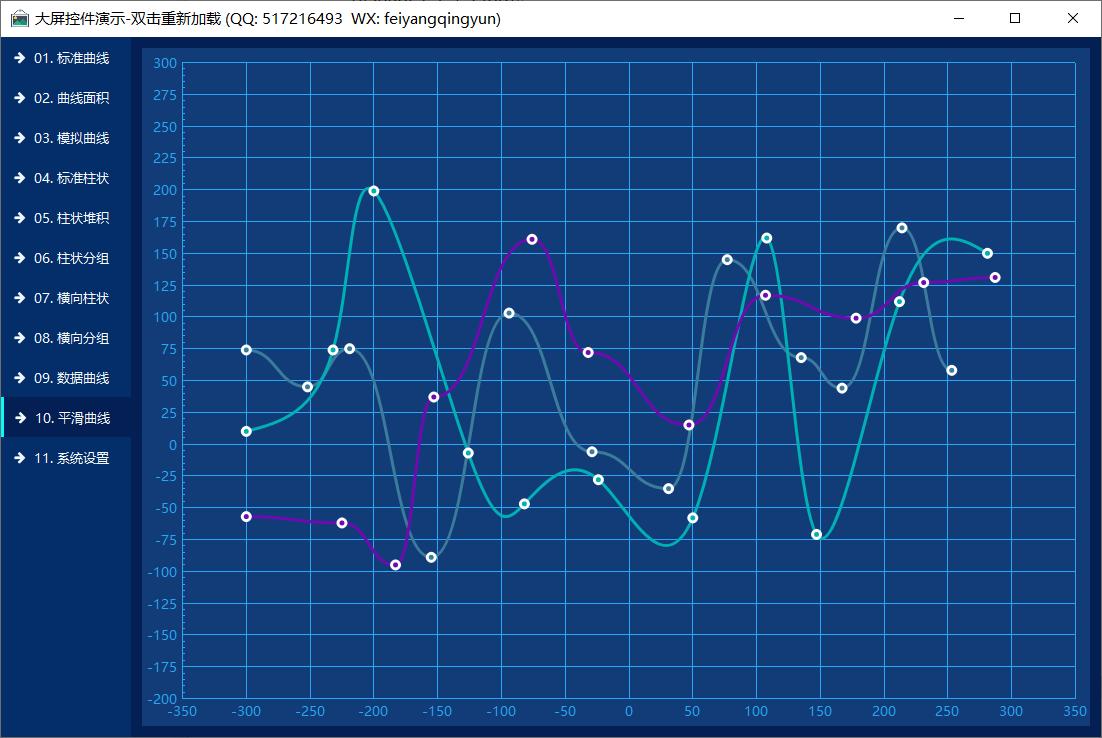 大屏控件演示-双击重新加载 (QQ: 517216493  WX: feiyangqingyun)
01. 标准曲线
02. 曲线面积
03. 模拟曲线
04. 标准柱状
05. 柱状堆积
06. 柱状分组
07. 横向柱状
08. 横向分组
09. 数据曲线
10. 平滑曲线
11. 系统设置
300
275
250
225
200
175
150
125
100
75
50
25
0
-25
-50
-75
-100
-125
-150
-175
-200
-350 -300 -250 -200 -150 -100 -50 0 50 100 150 200 250 300 350